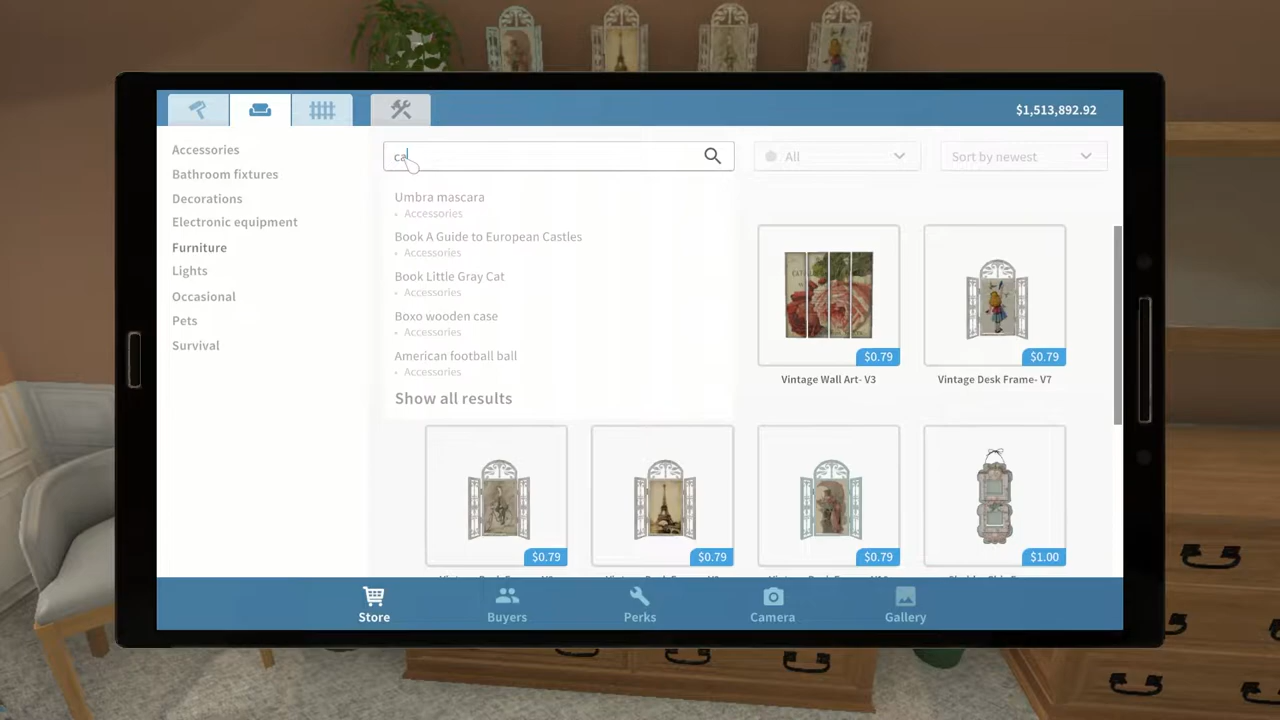 $1,513,892.92
Accessories
Bathroom fixtures
Decorations
Electronic equipment
Furniture
Lights
Occasional
Pets
Survival
ca
All
Sort by newest
Umbra mascara
• Accessories
Book A Guide to European Castles
• Accessories
Book Little Gray Cat
• Accessories
Boxo wooden case
• Accessories
American football ball
• Accessories
Show all results
$0.79
Vintage Wall Art- V3
$0.79
Vintage Desk Frame- V7
$0.79
$0.79
$0.79
$1.00
Store
Buyers
Perks
Camera
Gallery